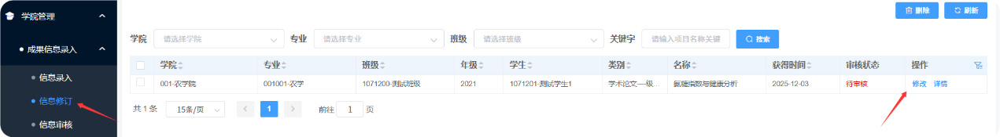 学院管理
成果信息录入
信息录入
信息修订
信息审核
删除 刷新
学院 请选择学院 专业 请选择专业 班级 请选择班级 关键字 请输入项目名称关键 搜索
学院 专业 班级 年级 学生 类别 名称 获得时间 审核状态 操作
001-农学院 001001-农学 1071200-测试班级 2021 1071201-测试学生1 学术论文—级... 氨糖指数与健康分析 2025-12-03 待审核 修改 详情
共 1 条 15条/页 1 前往 1 页